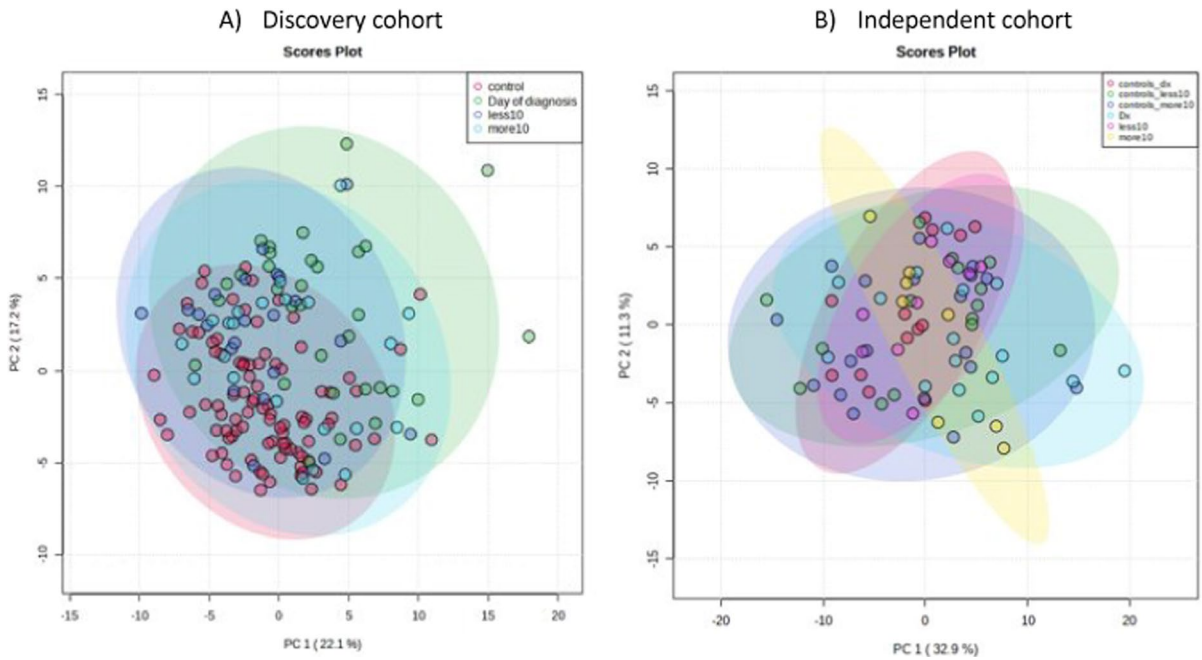 A) Discovery cohort
Scores Plot
control
Day of diagnosis
less10
more10
PC 2 ( 17.2 %)
15
10
5
0
-5
-10
-15
-10
-5
0
5
10
15
20
PC 1 ( 22.1 %)
B) Independent cohort
Scores Plot
controls_dx
controls_less10
controls_more10
Dx
less10
more10
PC 2 ( 11.3 %)
15
10
5
0
-5
-10
-15
-20
-10
0
10
20
PC 1 ( 32.9 %)